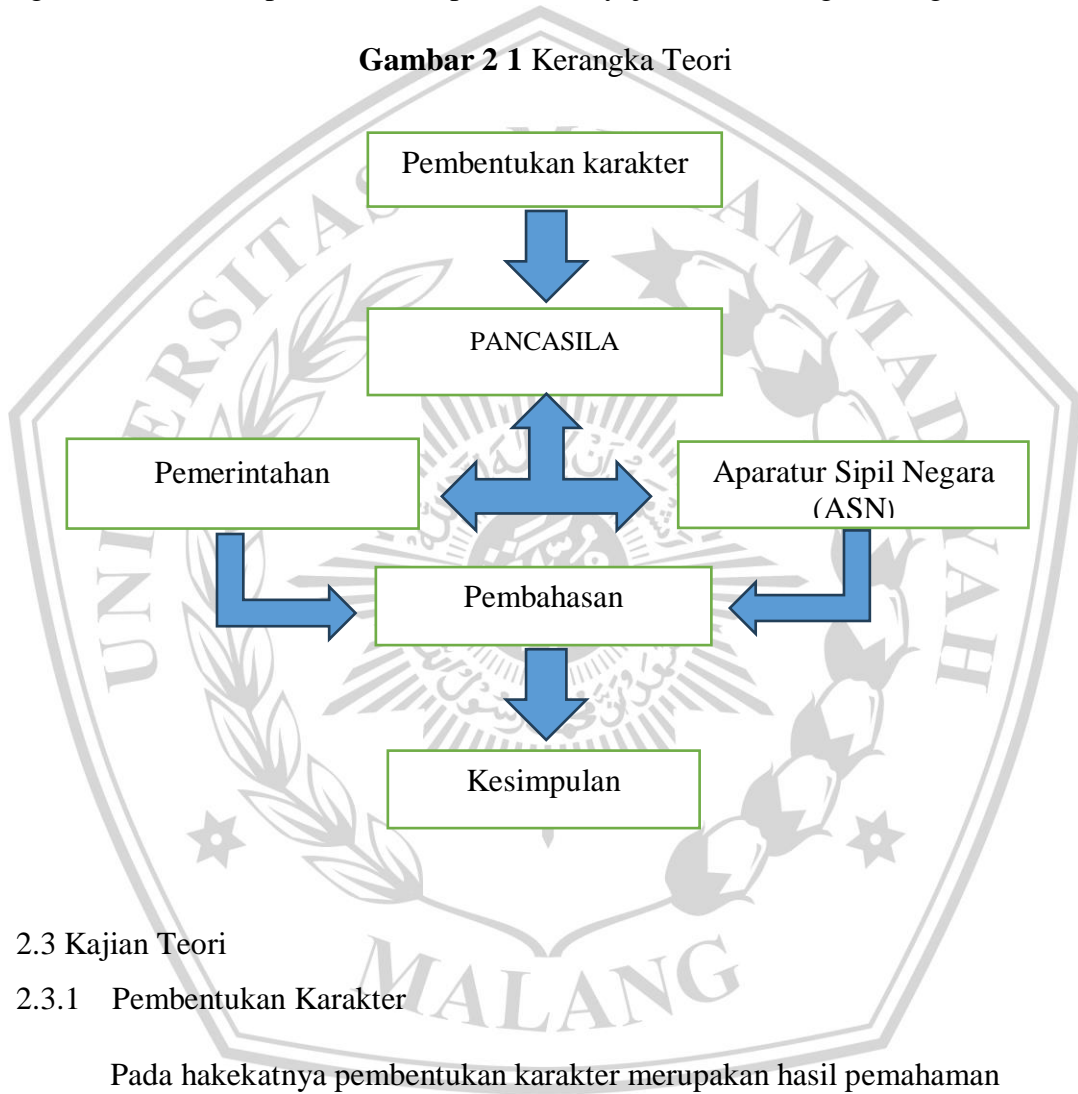 Gambar 2 1 Kerangka Teori
Pembentukan karakter
PANCASILA
Pemerintahan
Aparatur Sipil Negara
(ASN)
Pembahasan
Kesimpulan
2.3 Kajian Teori
2.3.1 Pembentukan Karakter
Pada hakekatnya pembentukan karakter merupakan hasil pemahaman
MALANG